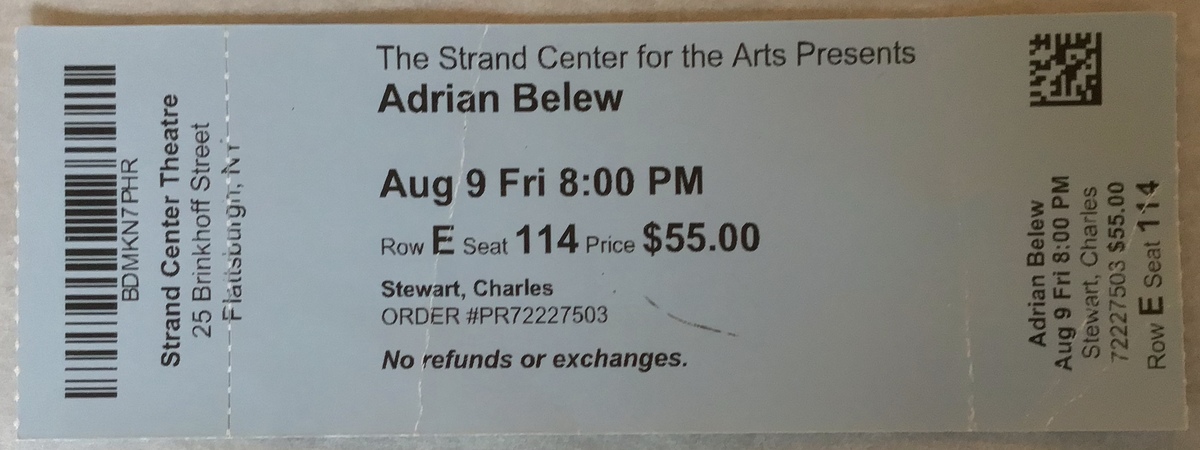 BDMKN7PHR
Strand Center Theatre
25 Brinkhoff Street
Plattsburgh, NY
The Strand Center for the Arts Presents
Adrian Belew
Aug 9 Fri 8:00 PM
Row E Seat 114 Price $55.00
Stewart, Charles
ORDER #PR72227503
No refunds or exchanges.
Adrian Belew
Aug 9 Fri 8:00 PM
Stewart, Charles
72227503 $55.00
Row E Seat 114